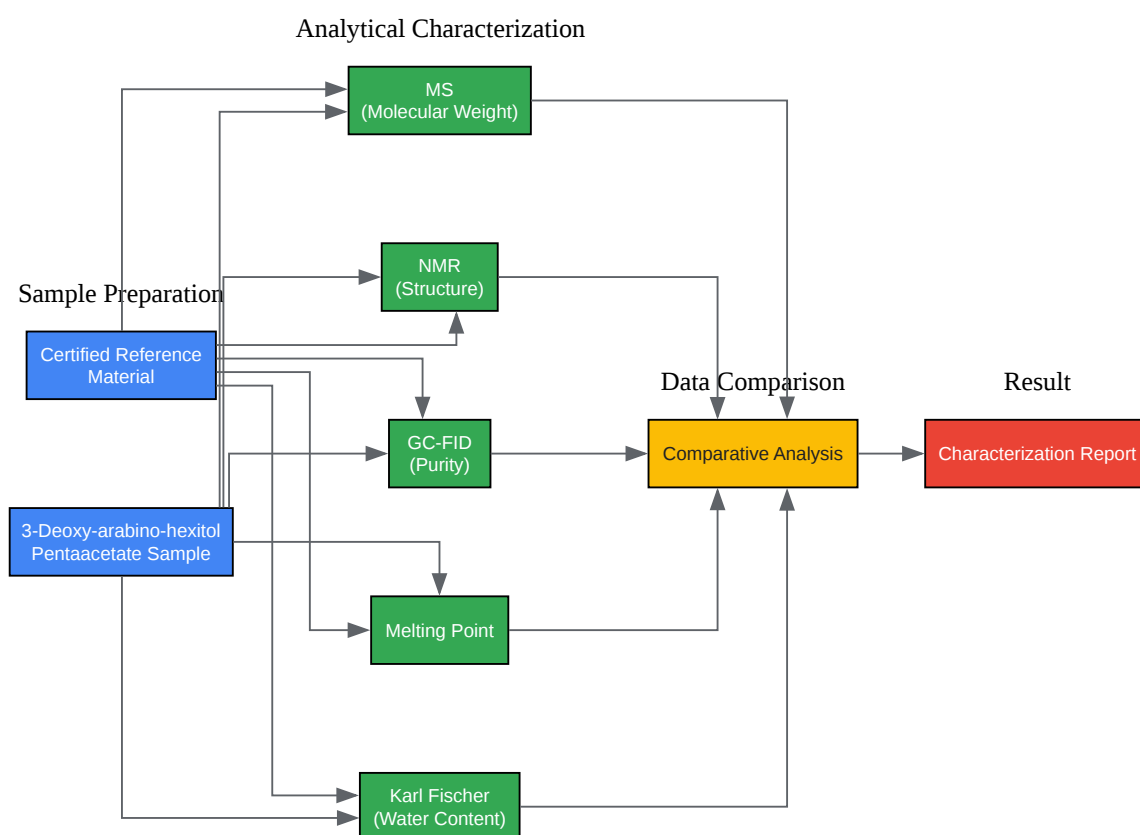 Analytical Characterization
MS
(Molecular Weight)
NMR
(Structure)
Sample Preparation
Certified Reference
Material
Data Comparison
Result
GC-FID
(Purity)
Comparative Analysis
Characterization Report
3-Deoxy-arabino-hexitol
Pentaacetate Sample
Melting Point
Karl Fischer
(Water Content)